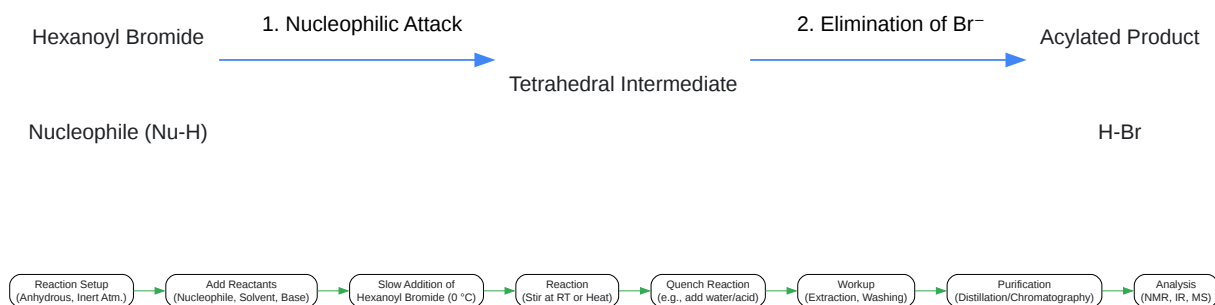 Hexanoyl Bromide
1. Nucleophilic Attack
2. Elimination of Br⁻
Acylated Product
Tetrahedral Intermediate
Nucleophile (Nu-H)
H-Br
Reaction Setup
(Anhydrous, Inert Atm.)
Add Reactants
(Nucleophile, Solvent, Base)
Slow Addition of
Hexanoyl Bromide (0 °C)
Reaction
(Stir at RT or Heat)
Quench Reaction
(e.g., add water/acid)
Workup
(Extraction, Washing)
Purification
(Distillation/Chromatography)
Analysis
(NMR, IR, MS)